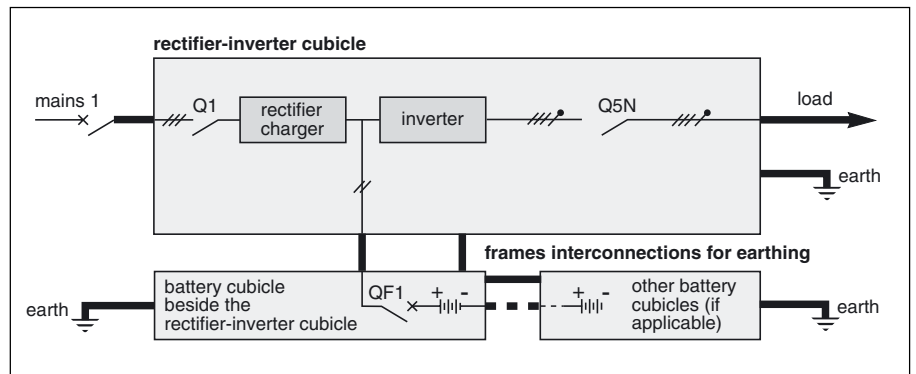 rectifier-inverter cubicle
mains 1
Q1
rectifier
charger
inverter
Q5N
load
earth
frames interconnections for earthing
earth
battery cubicle
beside the
rectifier-inverter cubicle
QF1
+ -
+ -
other battery
cubicles (if
applicable)
earth